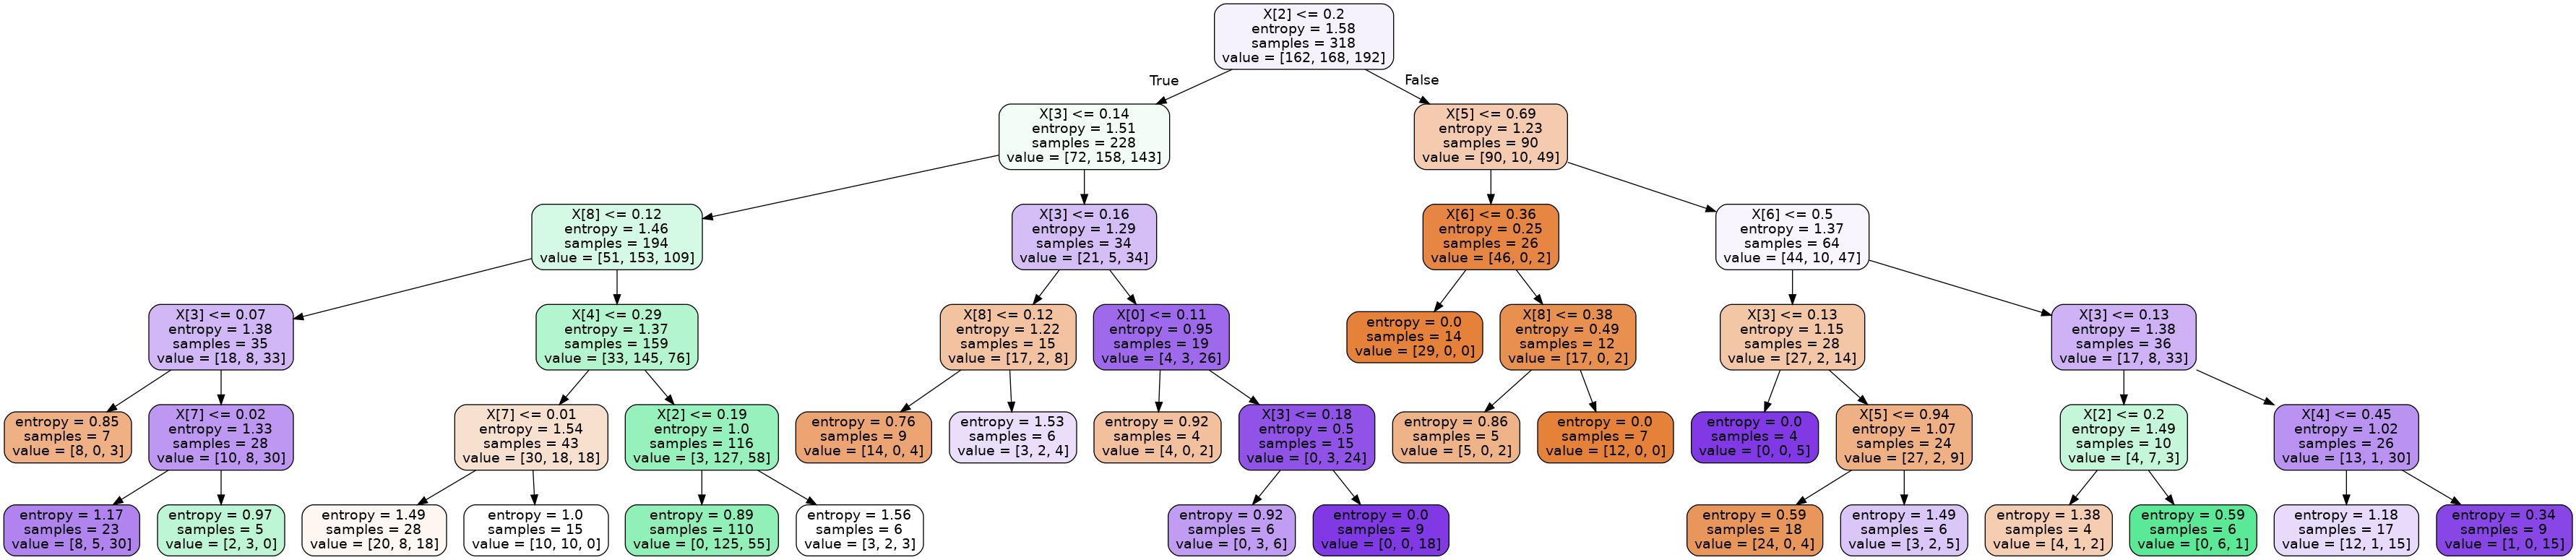 X[2] <= 0.2
entropy = 1.58
samples = 318
value = [162, 168, 192]
True
False
X[3] <= 0.14
entropy = 1.51
samples = 228
value = [72, 158, 143]
X[5] <= 0.69
entropy = 1.23
samples = 90
value = [90, 10, 49]
X[8] <= 0.12
entropy = 1.46
samples = 194
value = [51, 153, 109]
X[3] <= 0.16
entropy = 1.29
samples = 34
value = [21, 5, 34]
X[6] <= 0.36
entropy = 0.25
samples = 26
value = [46, 0, 2]
X[6] <= 0.5
entropy = 1.37
samples = 64
value = [44, 10, 47]
X[3] <= 0.07
entropy = 1.38
samples = 35
value = [18, 8, 33]
X[4] <= 0.29
entropy = 1.37
samples = 159
value = [33, 145, 76]
X[8] <= 0.12
entropy = 1.22
samples = 15
value = [17, 2, 8]
X[0] <= 0.11
entropy = 0.95
samples = 19
value = [4, 3, 26]
entropy = 0.0
samples = 14
value = [29, 0, 0]
X[8] <= 0.38
entropy = 0.49
samples = 12
value = [17, 0, 2]
X[3] <= 0.13
entropy = 1.15
samples = 28
value = [27, 2, 14]
X[3] <= 0.13
entropy = 1.38
samples = 36
value = [17, 8, 33]
entropy = 0.85
samples = 7
value = [8, 0, 3]
X[7] <= 0.02
entropy = 1.33
samples = 28
value = [10, 8, 30]
X[7] <= 0.01
entropy = 1.54
samples = 43
value = [30, 18, 18]
X[2] <= 0.19
entropy = 1.0
samples = 116
value = [3, 127, 58]
entropy = 0.76
samples = 9
value = [14, 0, 4]
entropy = 1.53
samples = 6
value = [3, 2, 4]
entropy = 0.92
samples = 4
value = [4, 0, 2]
X[3] <= 0.18
entropy = 0.5
samples = 15
value = [0, 3, 24]
entropy = 0.86
samples = 5
value = [5, 0, 2]
entropy = 0.0
samples = 7
value = [12, 0, 0]
entropy = 0.0
samples = 4
value = [0, 0, 5]
X[5] <= 0.94
entropy = 1.07
samples = 24
value = [27, 2, 9]
X[2] <= 0.2
entropy = 1.49
samples = 10
value = [4, 7, 3]
X[4] <= 0.45
entropy = 1.02
samples = 26
value = [13, 1, 30]
entropy = 1.17
samples = 23
value = [8, 5, 30]
entropy = 0.97
samples = 5
value = [2, 3, 0]
entropy = 1.49
samples = 28
value = [20, 8, 18]
entropy = 1.0
samples = 15
value = [10, 10, 0]
entropy = 0.89
samples = 110
value = [0, 125, 55]
entropy = 1.56
samples = 6
value = [3, 2, 3]
entropy = 0.92
samples = 6
value = [0, 3, 6]
entropy = 0.0
samples = 9
value = [0, 0, 18]
entropy = 0.59
samples = 18
value = [24, 0, 4]
entropy = 1.49
samples = 6
value = [3, 2, 5]
entropy = 1.38
samples = 4
value = [4, 1, 2]
entropy = 0.59
samples = 6
value = [0, 6, 1]
entropy = 1.18
samples = 17
value = [12, 1, 15]
entropy = 0.34
samples = 9
value = [1, 0, 15]